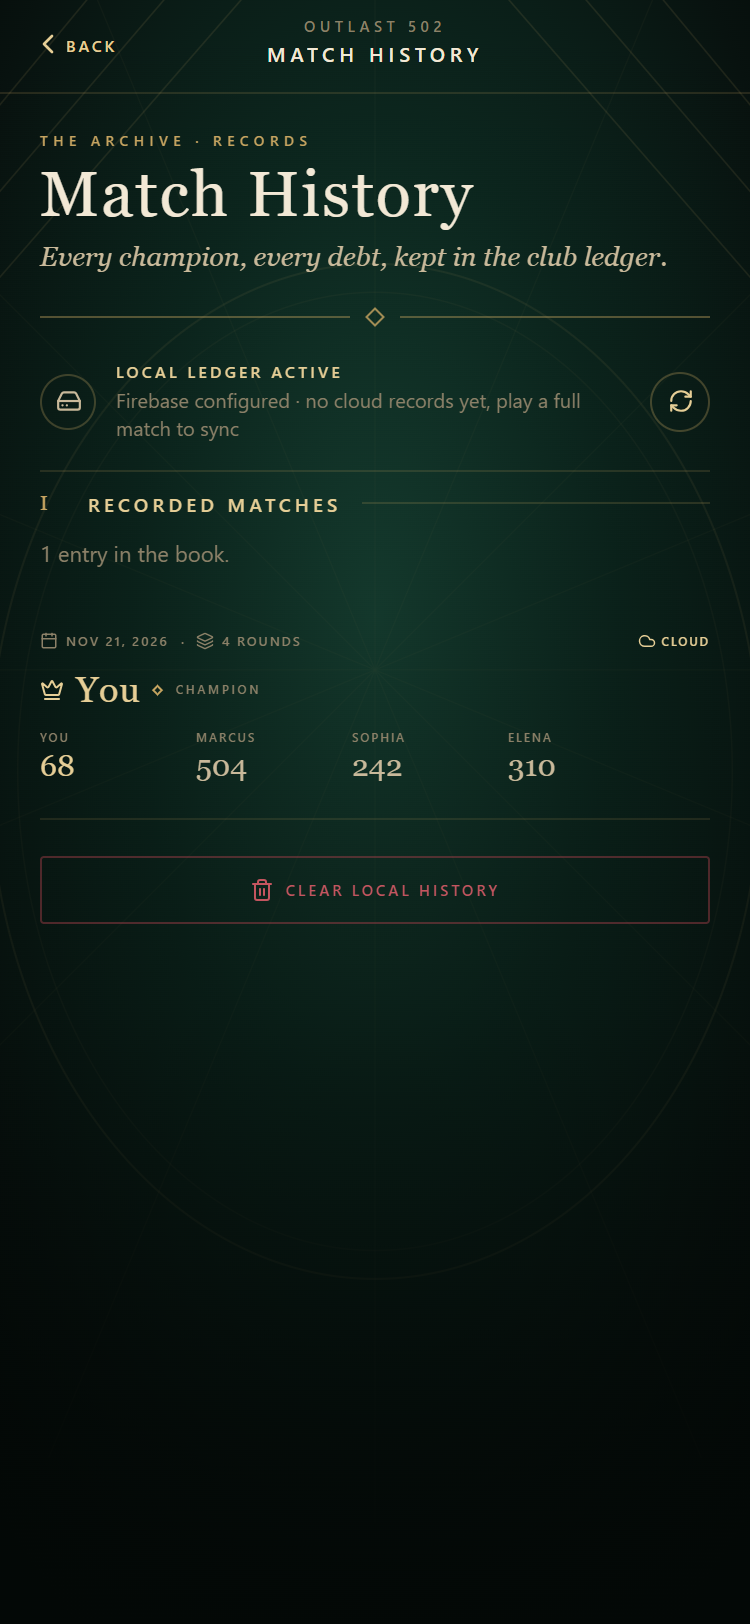 OUTLAST 502
BACK
MATCH HISTORY
THE ARCHIVE · RECORDS
Match History
Every champion, every debt, kept in the club ledger.
LOCAL LEDGER ACTIVE
Firebase configured · no cloud records yet, play a full
match to sync
I RECORDED MATCHES
1 entry in the book.
NOV 21, 2026 · 4 ROUNDS CLOUD
You CHAMPION
YOU MARCUS SOPHIA ELENA
68 504 242 310
CLEAR LOCAL HISTORY